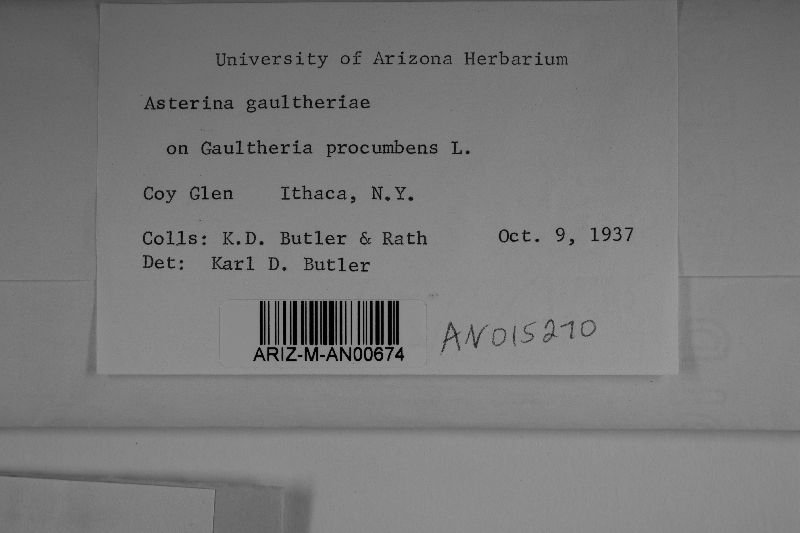 University of Arizona Herbarium
Asterina gaultheriae
on Gaultheria procumbens L.
Coy Glen Ithaca, N.Y.
Colls: K.D. Butler & Rath Oct. 9, 1937
Det: Karl D. Butler
ARIZ-M-AN00674
AN015270